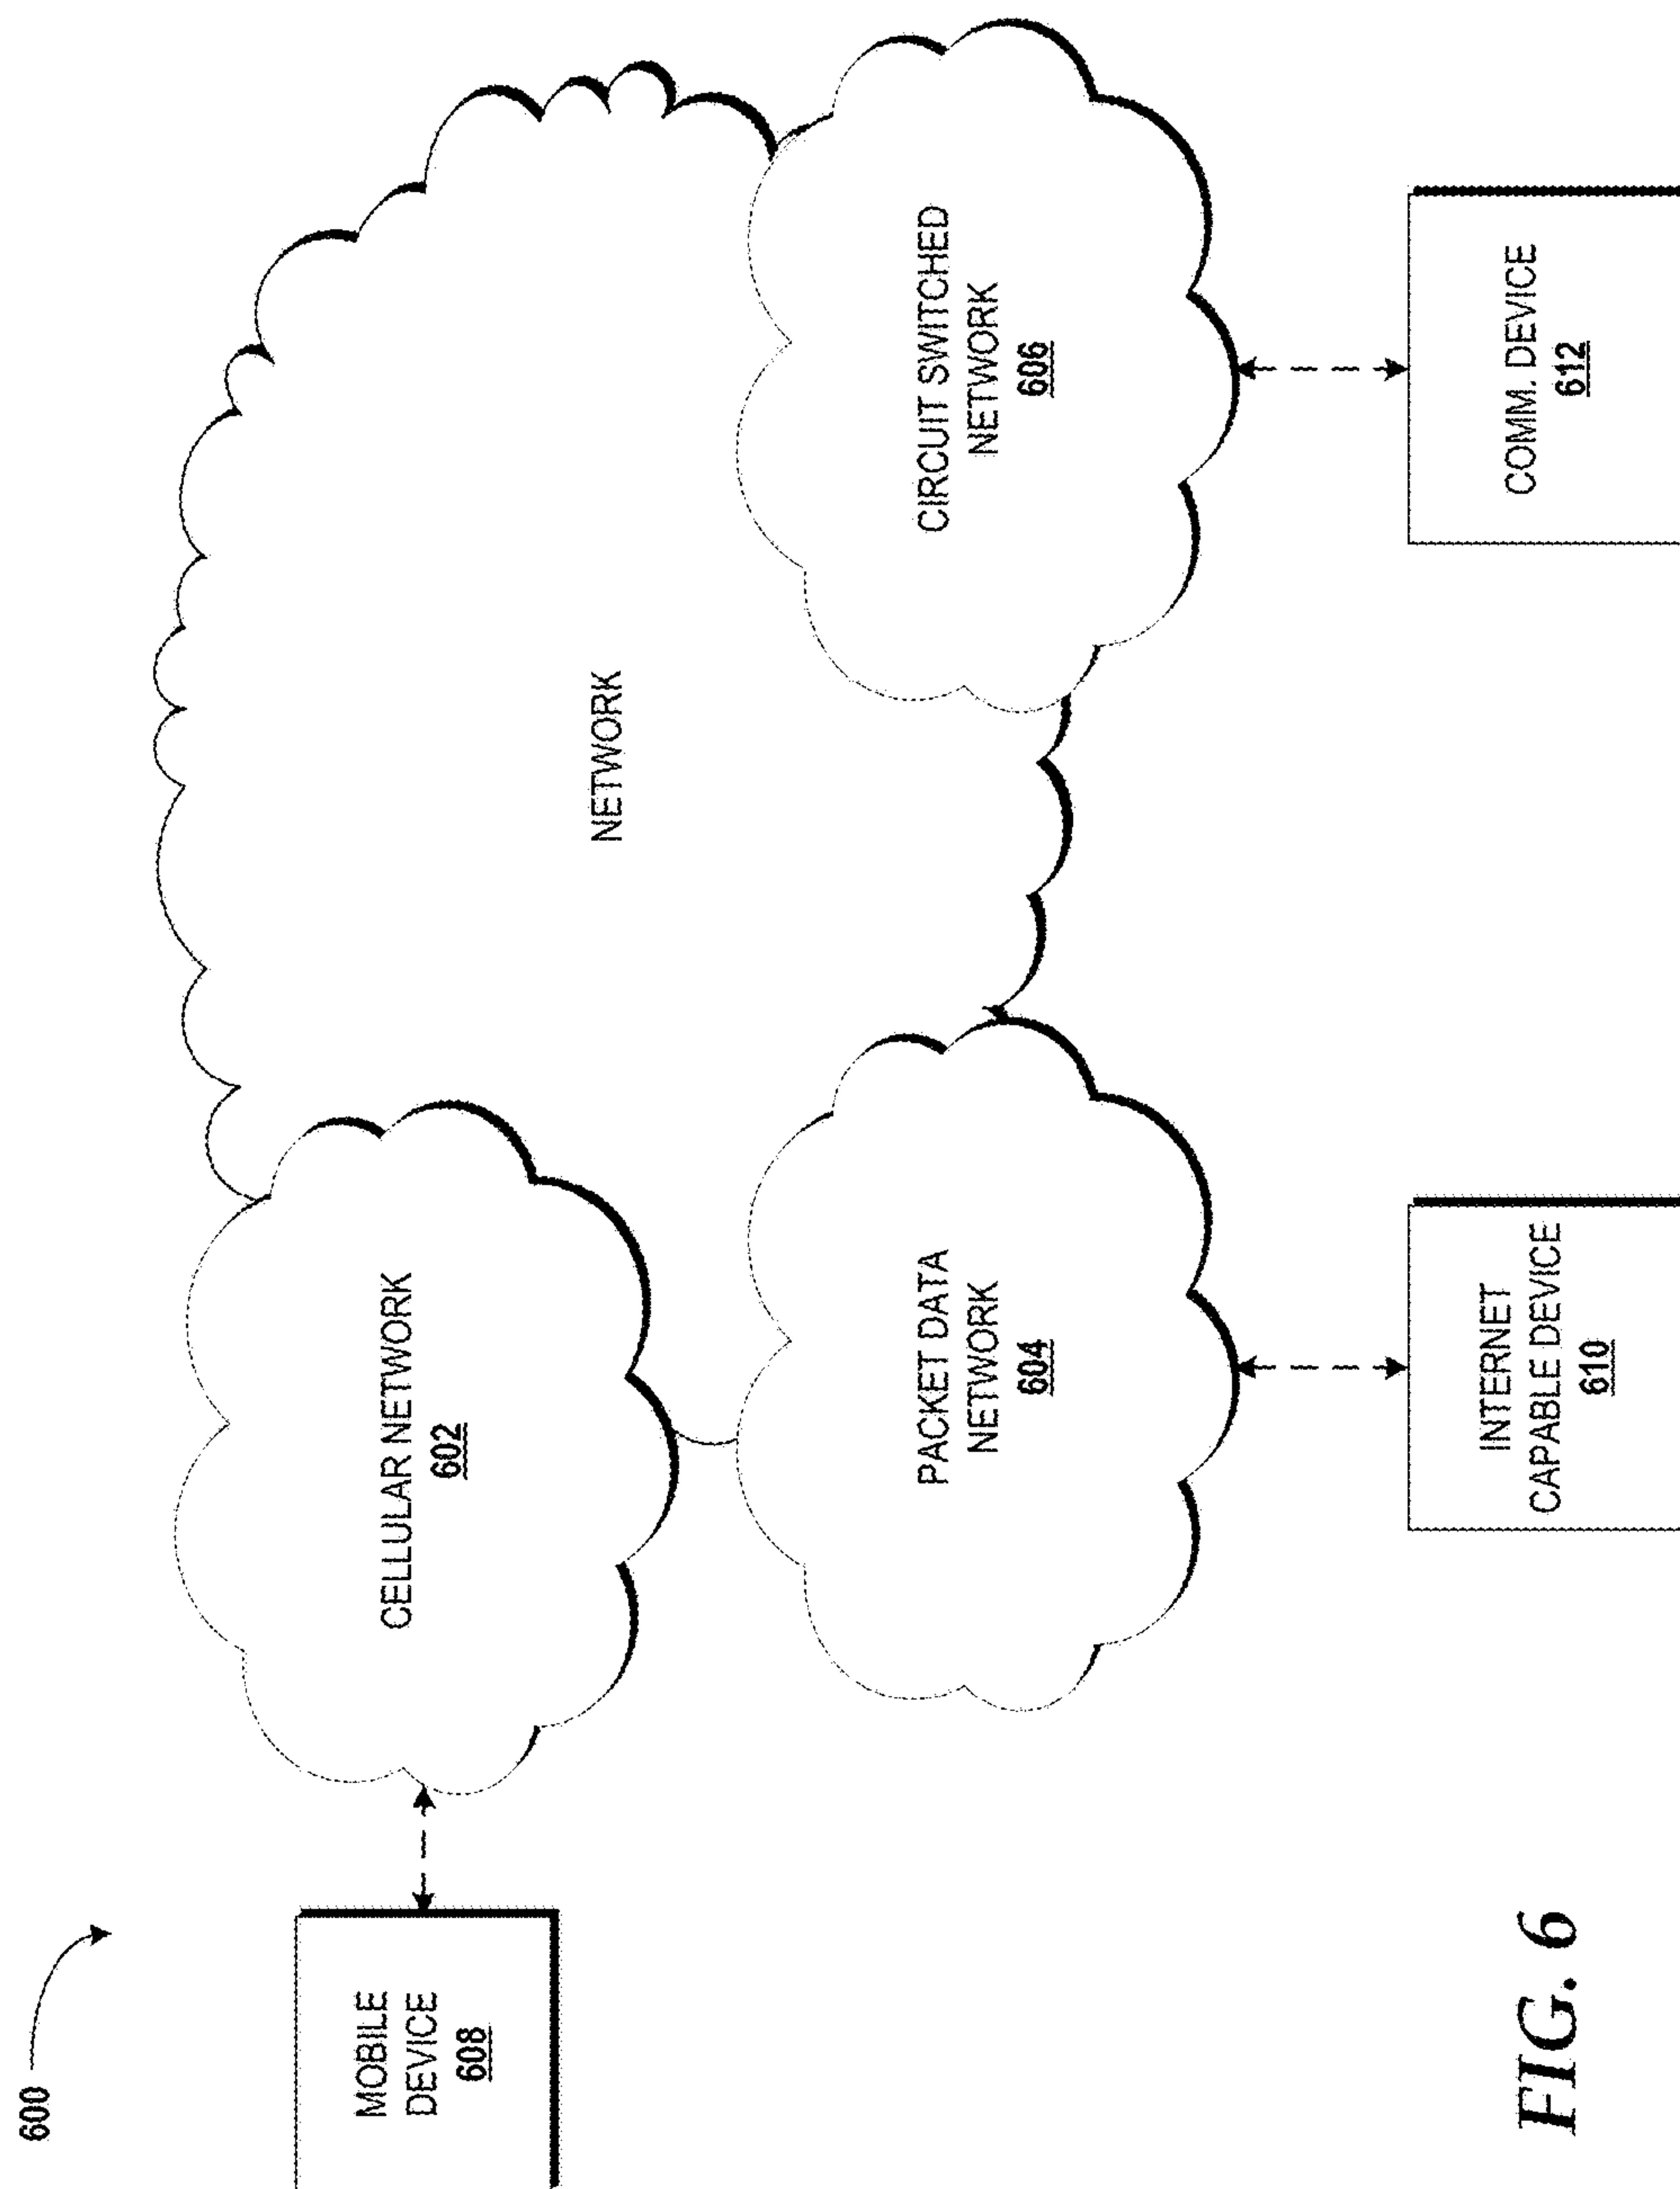 600
MOBILE
DEVICE
608
CELLULAR NETWORK
602
NETWORK
PACKET DATA
NETWORK
604
CIRCUIT SWITCHED
NETWORK
606
INTERNET
CAPABLE DEVICE
610
COMM. DEVICE
612
FIG. 6